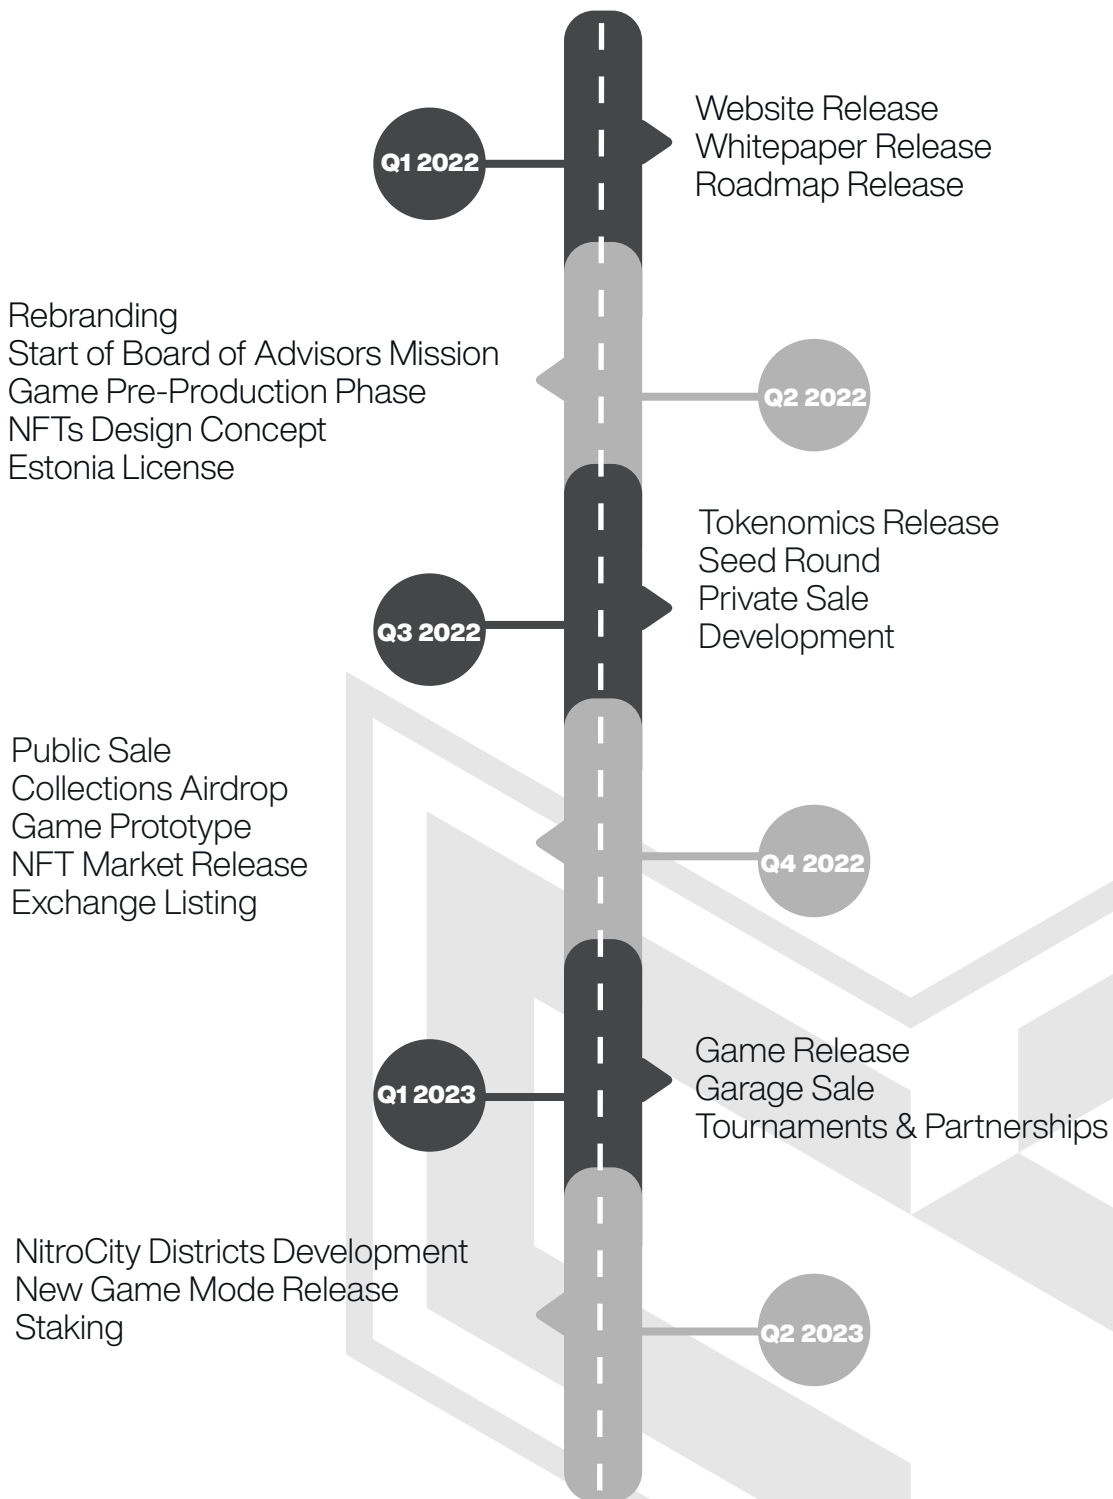 Q1 2022
Website Release
Whitepaper Release
Roadmap Release
Q2 2022
Rebranding
Start of Board of Advisors Mission
Game Pre-Production Phase
NFTs Design Concept
Estonia License
Q3 2022
Tokenomics Release
Seed Round
Private Sale
Development
Q4 2022
Public Sale
Collections Airdrop
Game Prototype
NFT Market Release
Exchange Listing
Q1 2023
Game Release
Garage Sale
Tournaments & Partnerships
Q2 2023
NitroCity Districts Development
New Game Mode Release
Staking